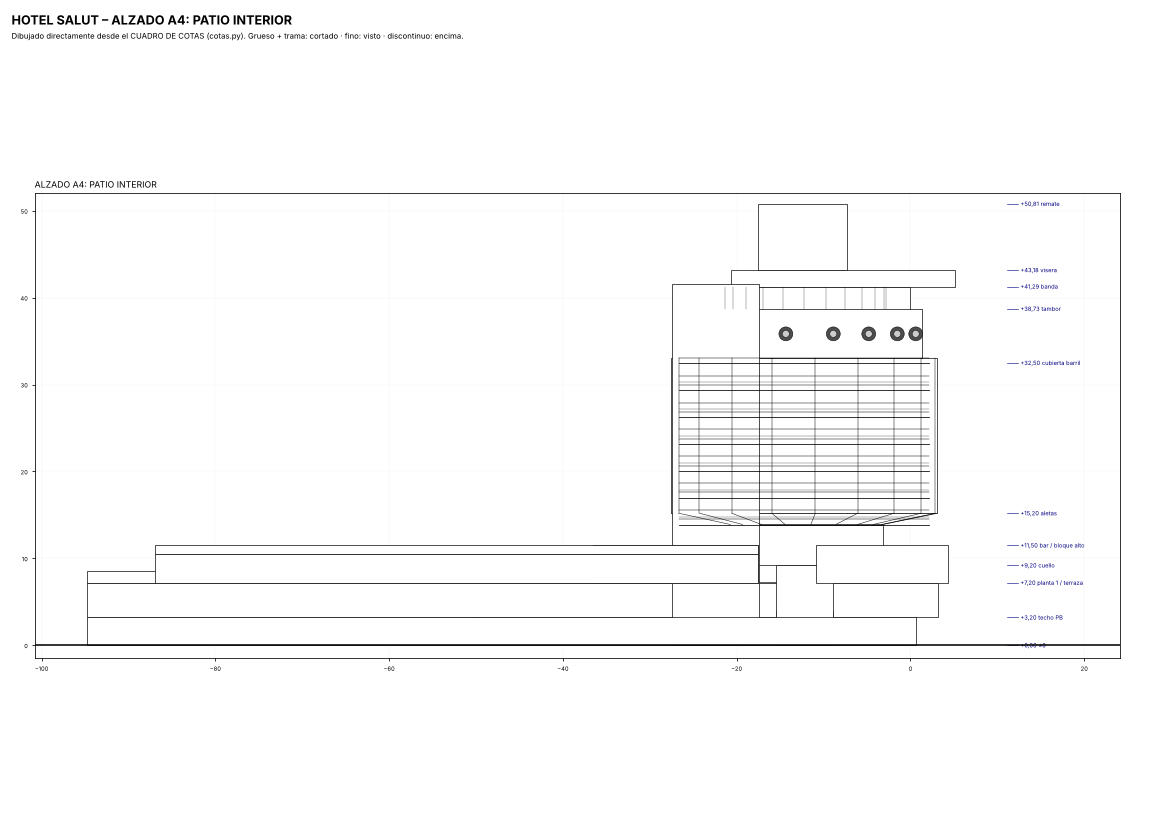 HOTEL SALUT – ALZADO A4: PATIO INTERIOR
Dibujado directamente desde el CUADRO DE COTAS (cotas.py). Grueso + trama: cortado · fino: visto · discontinuo: encima.
ALZADO A4: PATIO INTERIOR
50
+50,81 remate
+43,18 visera
40
+41,29 banda
+38,73 tambor
+32,50 cubierta barril
30
20
+15,20 aletas
+11,50 bar / bloque alto
10
+9,20 cuello
+7,20 planta 1 / terraza
+3,20 techo PB
0
−100
−80
−60
−40
−20
0
20